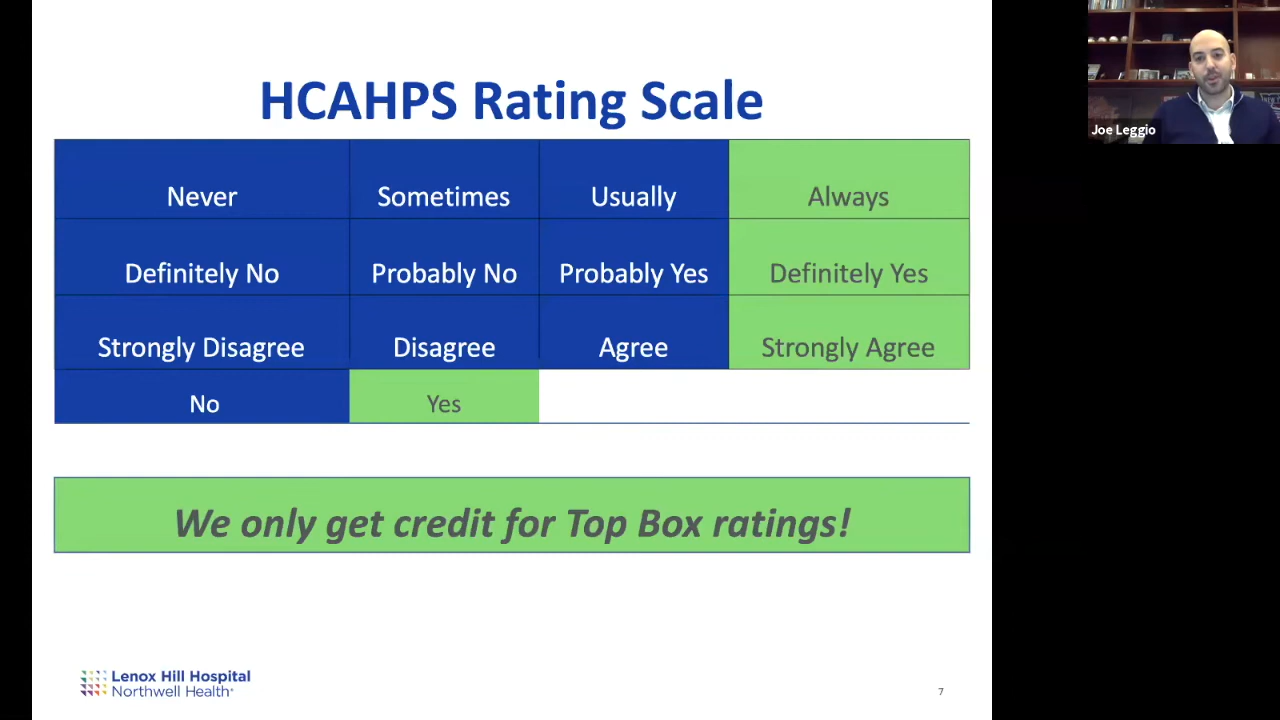 HCAHPS Rating Scale
Never Sometimes Usually Always
Definitely No Probably No Probably Yes Definitely Yes
Strongly Disagree Disagree Agree Strongly Agree
No Yes
We only get credit for Top Box ratings!
Lenox Hill Hospital
Northwell Health
7
Joe Leggio